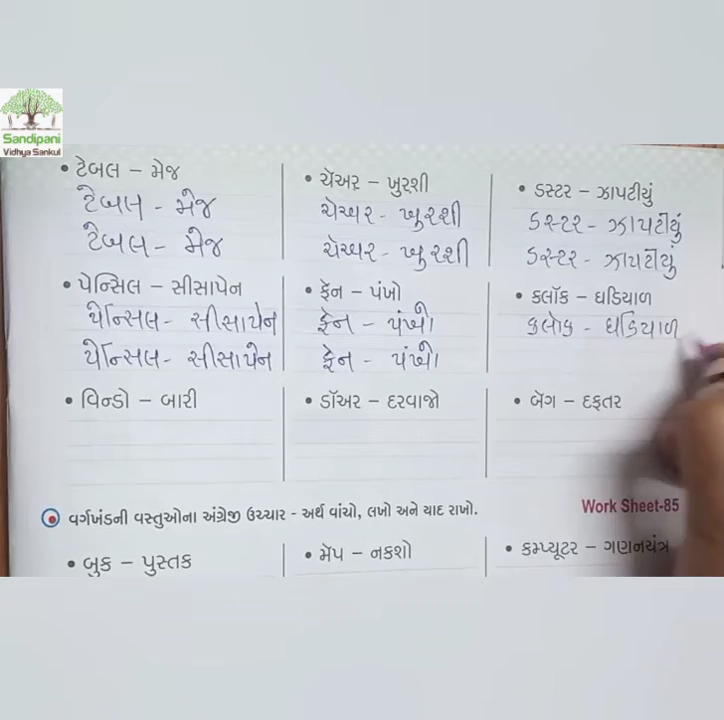 Sandipani
Vidhya Sankul
• ટેબલ – મેજ
ટેબલ - મેજ
ટેબલ - મેજ
• ચૅઅર – ખુરશી
ચૅઅર - ખુરશી
ચૅઅર - ખુરશી
• ડસ્ટર – ઝાપટીયું
ડસ્ટર - ઝાપટીયું
ડસ્ટર - ઝાપટીયું
• પેન્સિલ – સીસાપેન
પેન્સિલ - સીસાપેન
પેન્સિલ - સીસાપેન
• ફેન – પંખો
ફેન - પંખો
ફેન - પંખો
• ક્લૉક – ઘડિયાળ
ક્લૉક - ઘડિયાળ
• વિન્ડો – બારી
• ડૉઅર – દરવાજો
• બૅગ – દફતર
વર્ગખંડની વસ્તુઓના અંગ્રેજી ઉચ્ચાર - અર્થ વાંચો, લખો અને યાદ રાખો.
Work Sheet-85
• બુક – પુસ્તક
• મૅપ – નકશો
• કમ્પ્યૂટર – ગણનયંત્ર